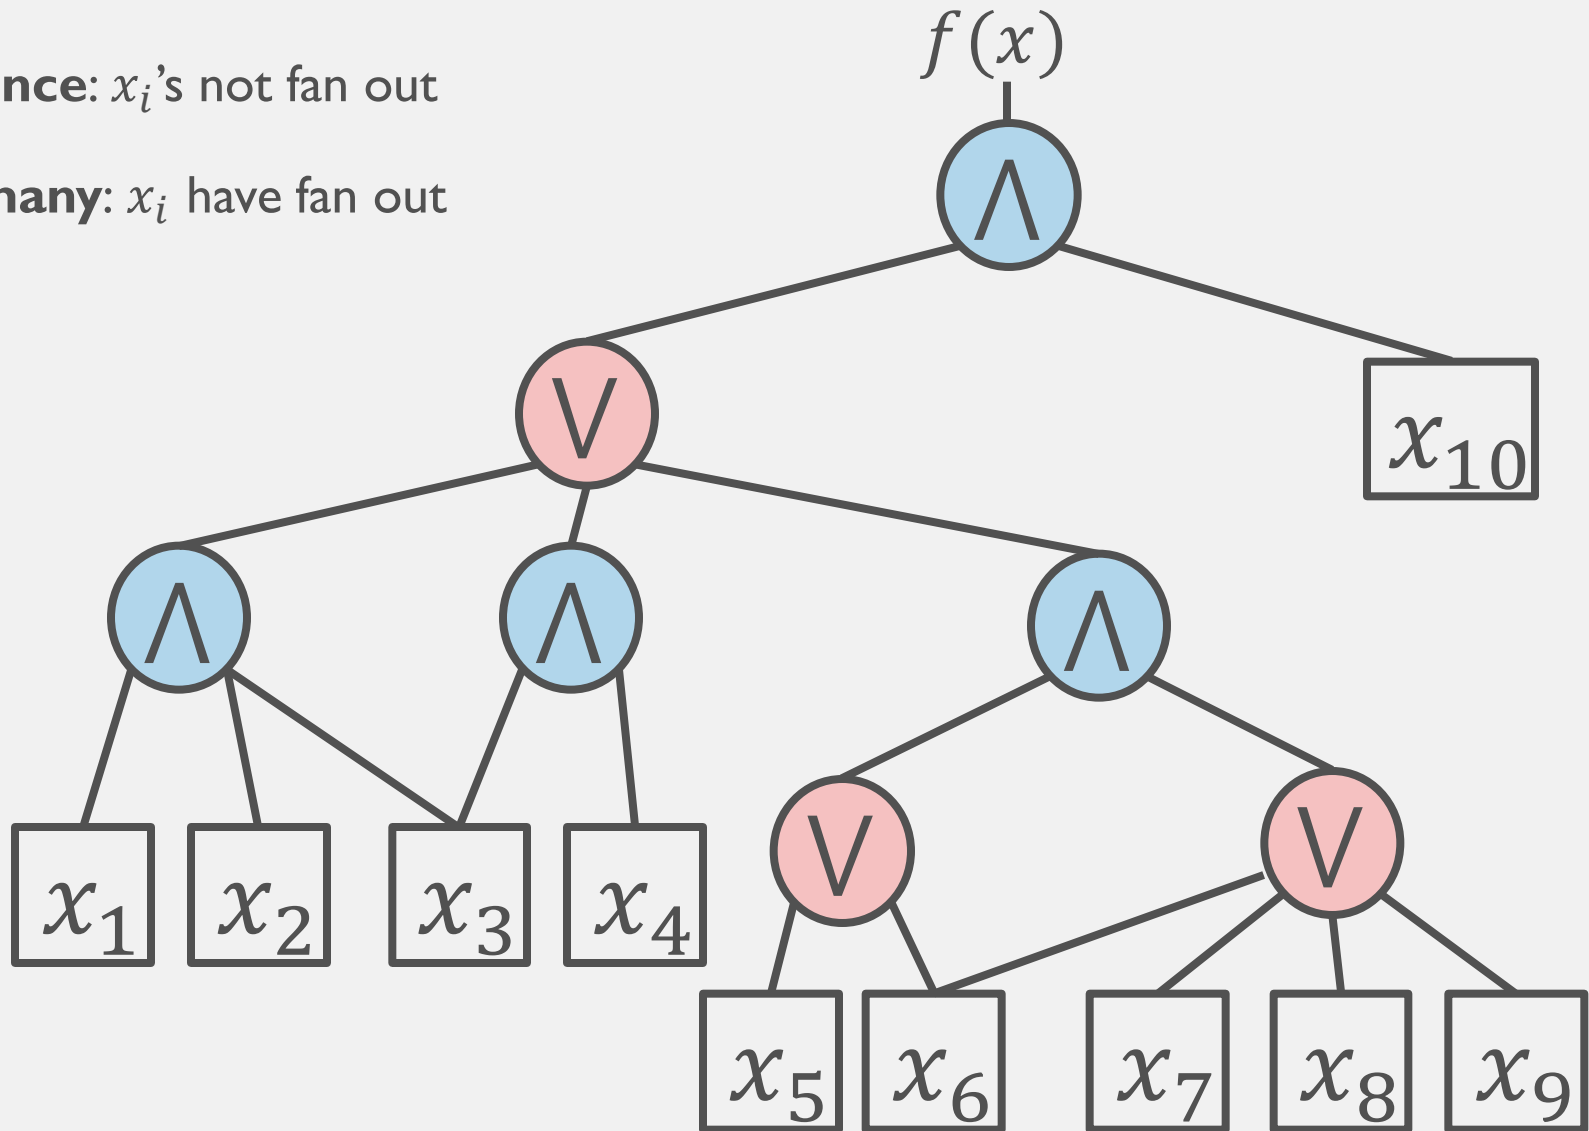 f(x)
nce: xᵢ's not fan out
many: xᵢ have fan out
Λ
V
x₁₀
Λ Λ Λ
V V
x₁ x₂ x₃ x₄
x₅ x₆ x₇ x₈ x₉